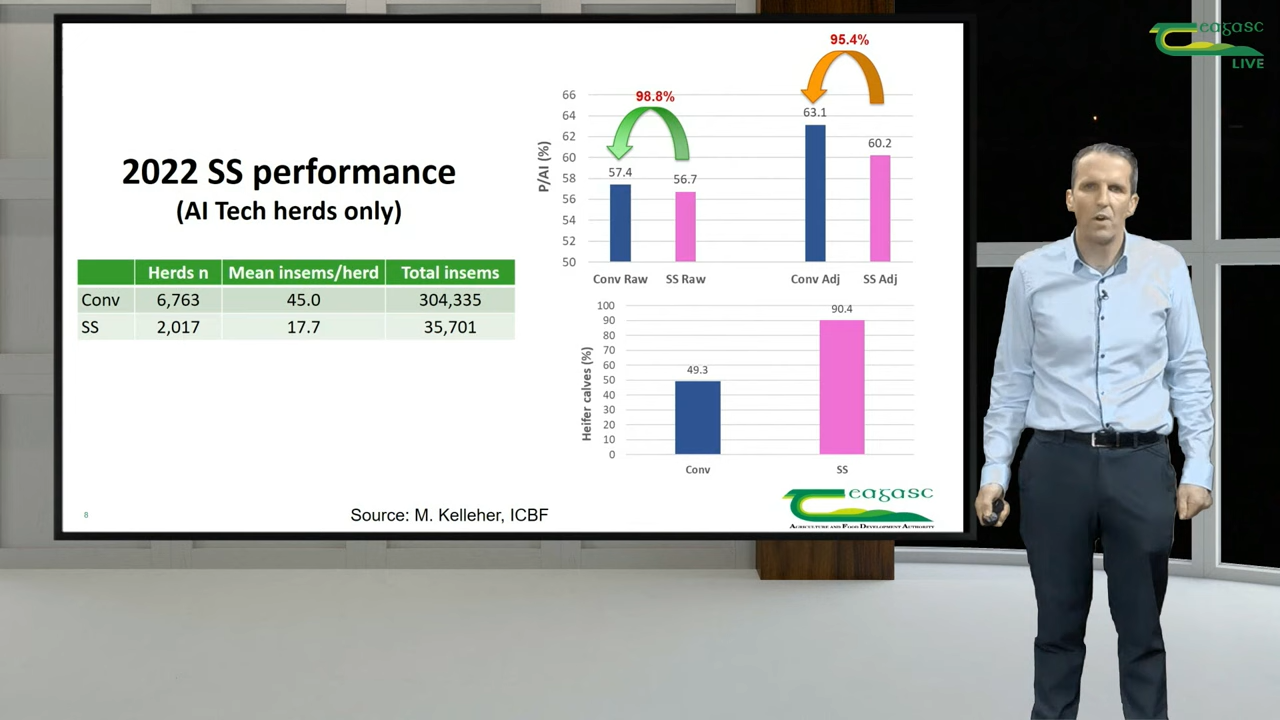 eagasc
LIVE
2022 SS performance
(AI Tech herds only)
Herds n Mean insems/herd Total insems
Conv 6,763 45.0 304,335
SS 2,017 17.7 35,701
98.8%
95.4%
P/AI (%)
66
64
62
60
58
56
54
52
50
57.4
56.7
63.1
60.2
Conv Raw SS Raw Conv Adj SS Adj
Heifer calves (%)
100
90
80
70
60
50
40
30
20
10
0
49.3
90.4
Conv SS
8
Source: M. Kelleher, ICBF
eagasc
AGRICULTURE AND FOOD DEVELOPMENT AUTHORITY